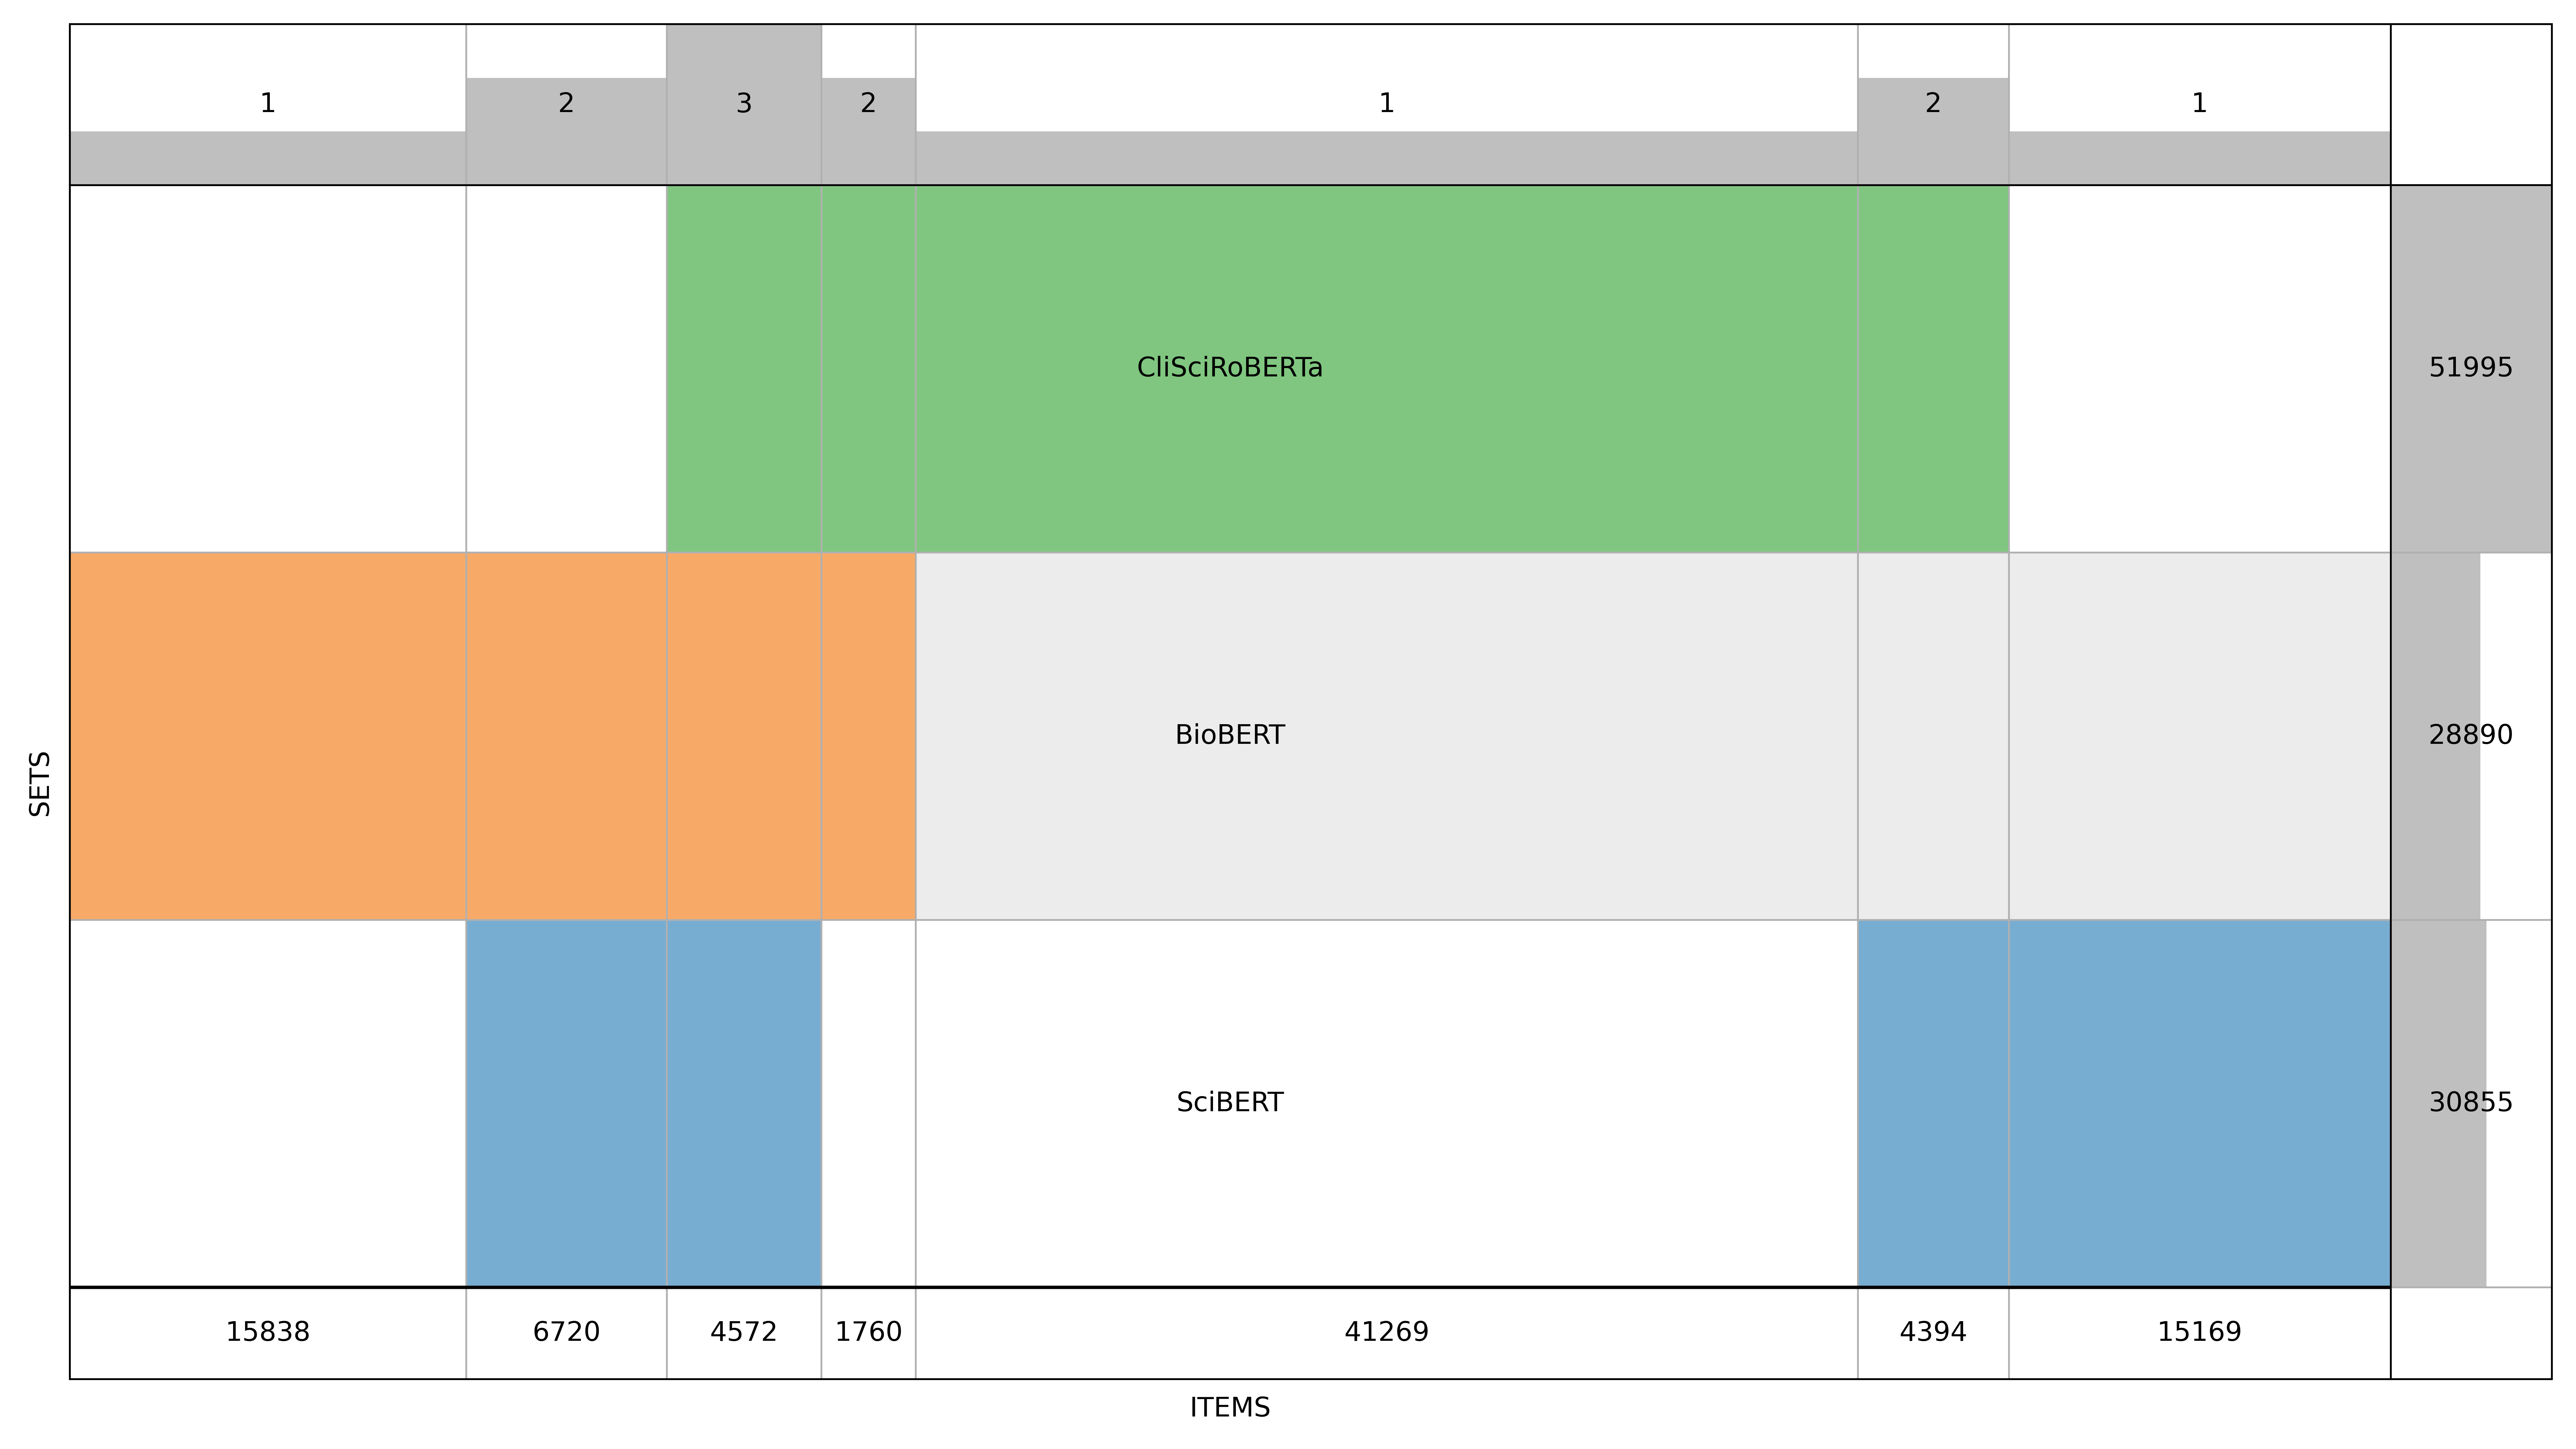 1 2 3 2 1 2 1
CliSciRoBERTa 51995
BioBERT 28890
SETS
SciBERT 30855
15838 6720 4572 1760 41269 4394 15169
ITEMS